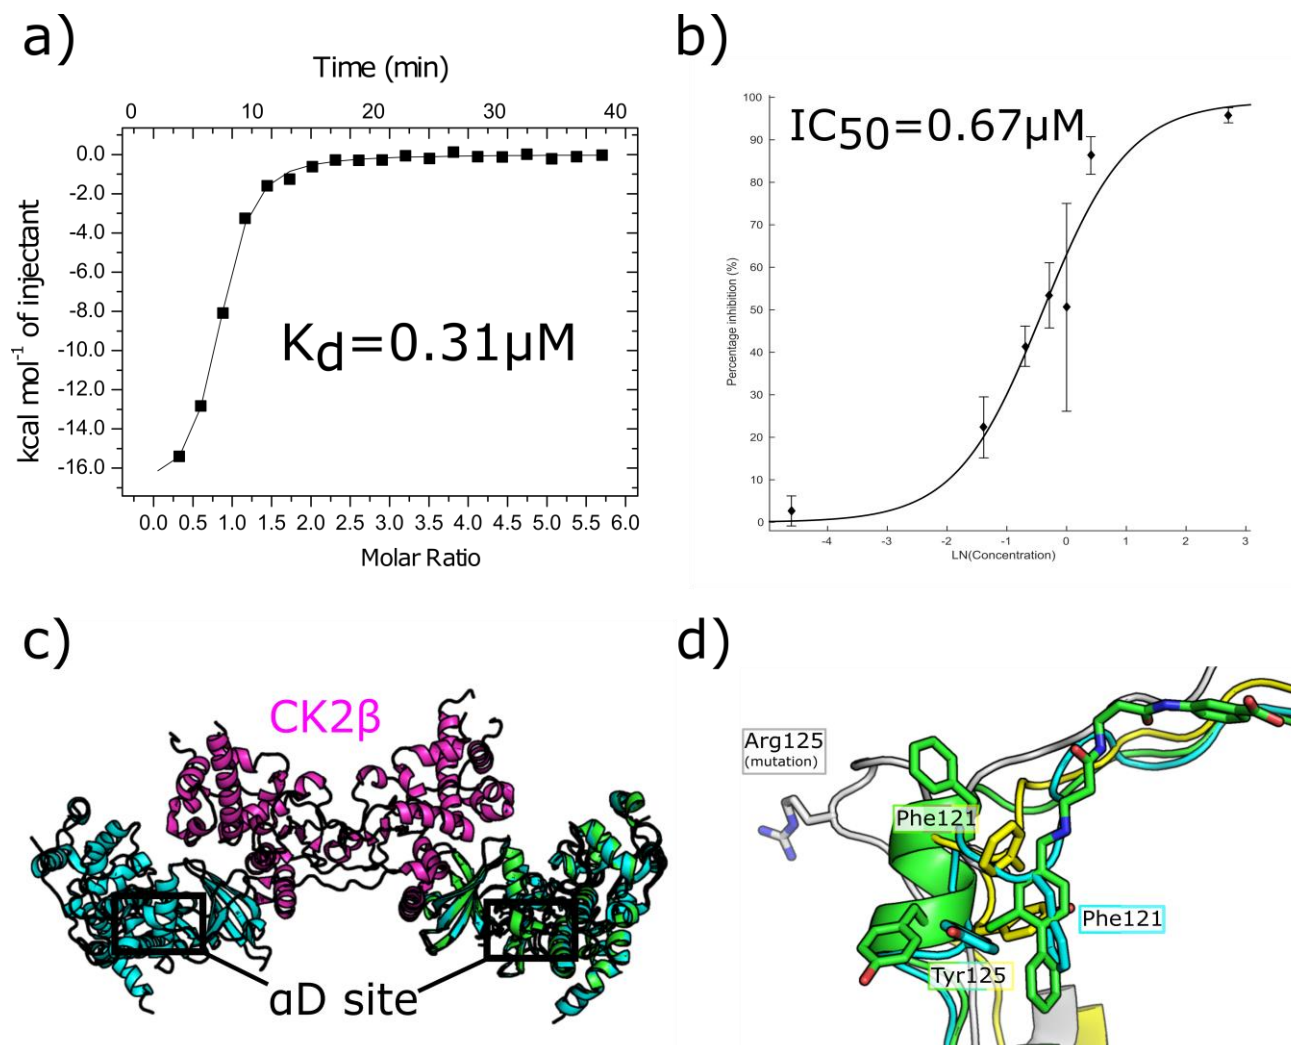 a)
Time (min)
0 10 20 30 40
0.0
-2.0
-4.0
-6.0
-8.0
-10.0
-12.0
-14.0
-16.0
kcal mol⁻¹ of injectant
Kd=0.31µM
0.0 0.5 1.0 1.5 2.0 2.5 3.0 3.5 4.0 4.5 5.0 5.5 6.0
Molar Ratio
b)
IC50=0.67µM
100
90
80
70
60
50
40
30
20
10
0
Percentage inhibition (%)
-4 -3 -2 -1 0 1 2 3
LN(Concentration)
c)
CK2β
αD site
d)
Arg125
(mutation)
Phe121
Phe121
Tyr125